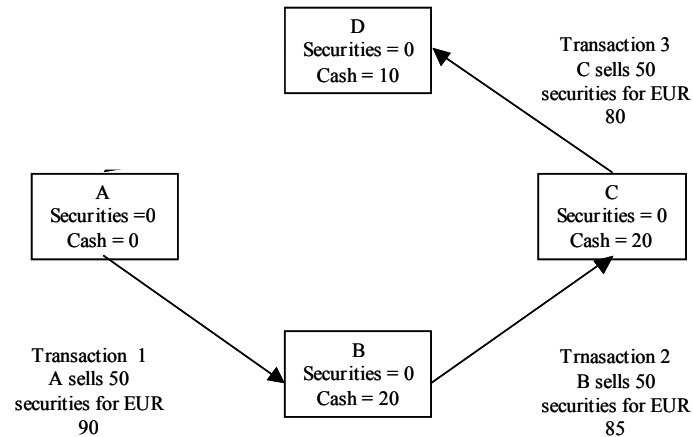 D
Securities = 0
Cash = 10
Transaction 3
C sells 50
securities for EUR
80
A
Securities =0
Cash = 0
C
Securities = 0
Cash = 20
B
Securities = 0
Cash = 20
Transaction 1
A sells 50
securities for EUR
90
Trnasaction 2
B sells 50
securities for EUR
85